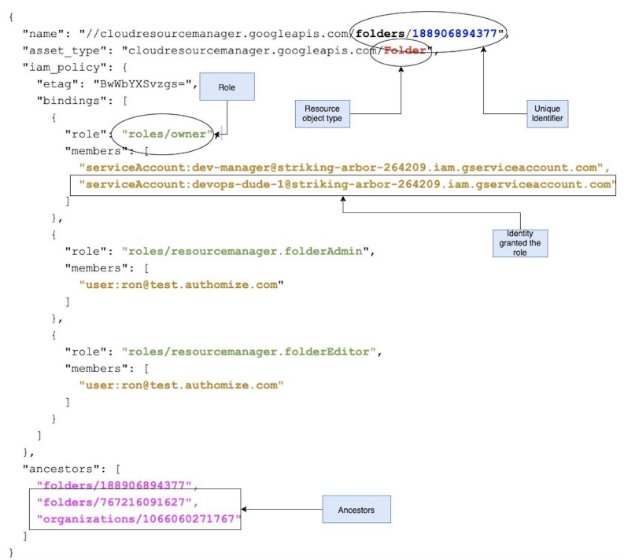 {
"name": "//cloudresourcemanager.googleapis.com/folders/188906894377",
"asset_type": "cloudresourcemanager.googleapis.com/Folder",
"iam_policy": {
"etag": "BwWbYXSvzgs=",
"bindings": [
{
"role": "roles/owner",
"members": [
"serviceAccount:dev-manager@striking-arbor-264209.iam.gserviceaccount.com",
"serviceAccount:devops-dude-1@striking-arbor-264209.iam.gserviceaccount.com"
]
},
{
"role": "roles/resourcemanager.folderAdmin",
"members": [
"user:ron@test.authomize.com"
]
},
{
"role": "roles/resourcemanager.folderEditor",
"members": [
"user:ron@test.authomize.com"
]
}
]
},
"ancestors": [
"folders/188906894377",
"folders/767216091627",
"organizations/1066060271767"
]
}
Role
Resource
object type
Unique
Identifier
Identity
granted the
role
Ancestors